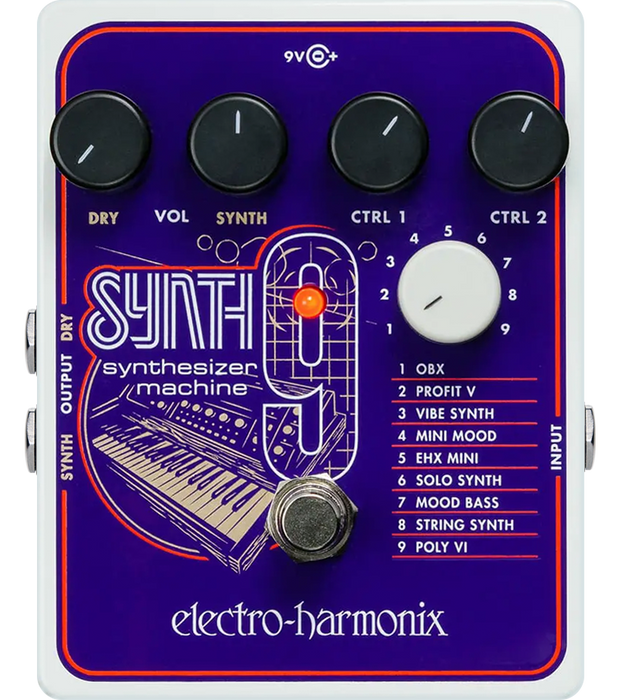 9V +
DRY VOL SYNTH CTRL 1 CTRL 2
1 2 3 4 5 6 7 8 9
SYNTH
9
synthesizer
machine
SYNTH OUTPUT DRY
INPUT
1 OBX
2 PROFIT V
3 VIBE SYNTH
4 MINI MOOD
5 EHX MINI
6 SOLO SYNTH
7 MOOD BASS
8 STRING SYNTH
9 POLY VI
electro-harmonix